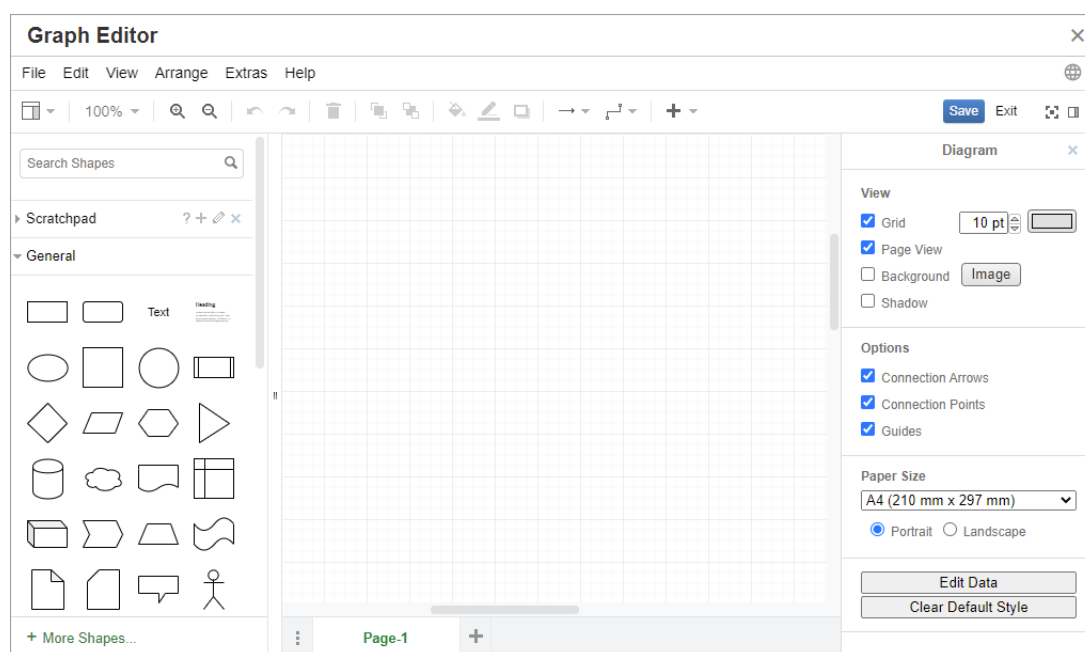 Graph Editor
File Edit View Arrange Extras Help
100%
Save Exit
Search Shapes
Diagram
Scratchpad
?
View
Grid 10 pt
General
Page View
Background Image
Shadow
Text
Heading
Options
Connection Arrows
Connection Points
Guides
Paper Size
A4 (210 mm x 297 mm)
Portrait Landscape
Edit Data
Clear Default Style
+ More Shapes...
Page-1